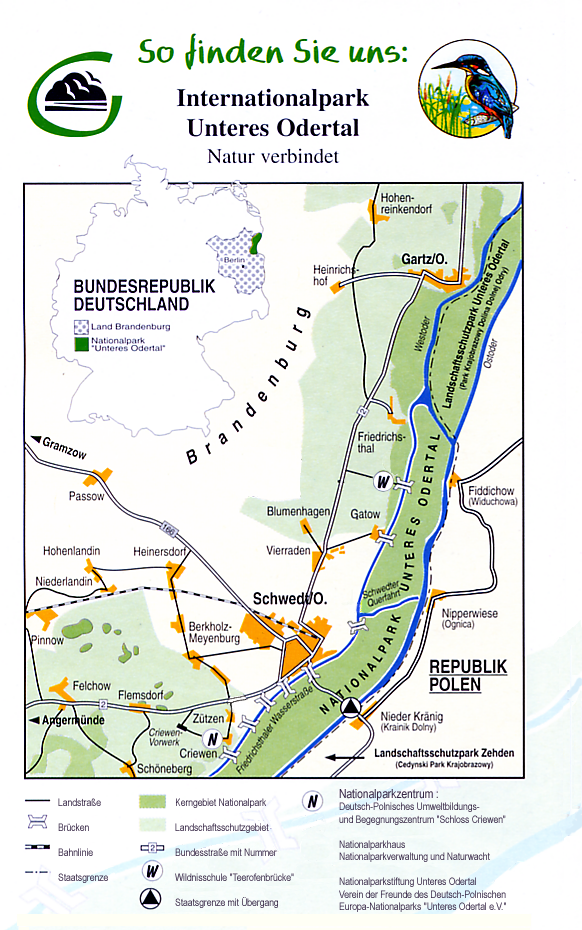 So finden Sie uns:
Internationalpark
Unteres Odertal
Natur verbindet
Berlin
BUNDESREPUBLIK
DEUTSCHLAND
Land Brandenburg
Nationalpark
"Unteres Odertal"
Brandenburg
Hohen-
reinkendorf
Gartz/O.
Heinrichs-
hof
Westoder
Landschaftsschutzpark Unteres Odertal
(Park Krajobrazowy Dolina Dolnej Odry)
Ostoder
2
Friedrichs-
thal
Gramzow
Passow
W
Fiddichow
(Widuchowa)
166
Blumenhagen
Gatow
Vierraden
Hohenlandin
Heinersdorf
Niederlandin
Schwedt/O.
Schwedter
Querfahrt
NATIONALPARK UNTERES ODERTAL
Nipperwiese
(Ognica)
Pinnow
Berkholz-
Meyenburg
REPUBLIK
POLEN
Felchow
Flemsdorf
2
Angermünde
Zützen
Criewen-
Vorwerk
N
Criewen
Friedrichsthaler Wasserstraße
Nieder Kränig
(Krainik Dolny)
Schöneberg
Landschaftsschutzpark Zehden
(Cedynski Park Krajobrazowy)
Landstraße
Brücken
Bahnlinie
Staatsgrenze
Kerngebiet Nationalpark
Landschaftsschutzgebiet
2
Bundesstraße mit Nummer
W
Wildnisschule "Teerofenbrücke"
Staatsgrenze mit Übergang
N
Nationalparkzentrum :
Deutsch-Polnisches Umweltbildungs-
und Begegnungszentrum "Schloss Criewen"
Nationalparkhaus
Nationalparkverwaltung und Naturwacht
Nationalparkstiftung Unteres Odertal
Verein der Freunde des Deutsch-Polnischen
Europa-Nationalparks "Unteres Odertal e.V."